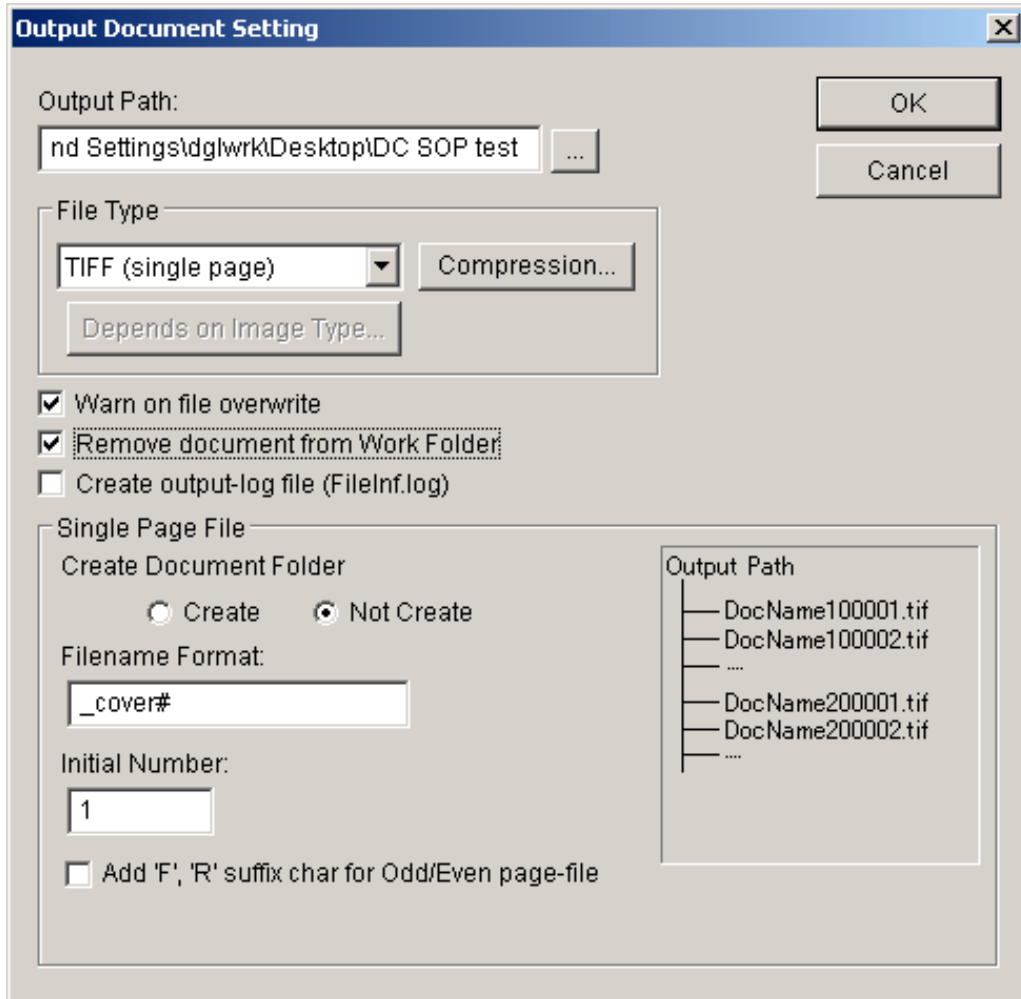 Output Document Setting
Output Path:
OK
nd Settings\dglwrk\Desktop\DC SOP test
...
Cancel
File Type
TIFF (single page)
Compression...
Depends on Image Type...
Warn on file overwrite
Remove document from Work Folder
Create output-log file (FileInf.log)
Single Page File
Create Document Folder
Create
Not Create
Filename Format:
_cover#
Initial Number:
1
Add 'F', 'R' suffix char for Odd/Even page-file
Output Path
DocName100001.tif
DocName100002.tif
....
DocName200001.tif
DocName200002.tif
....